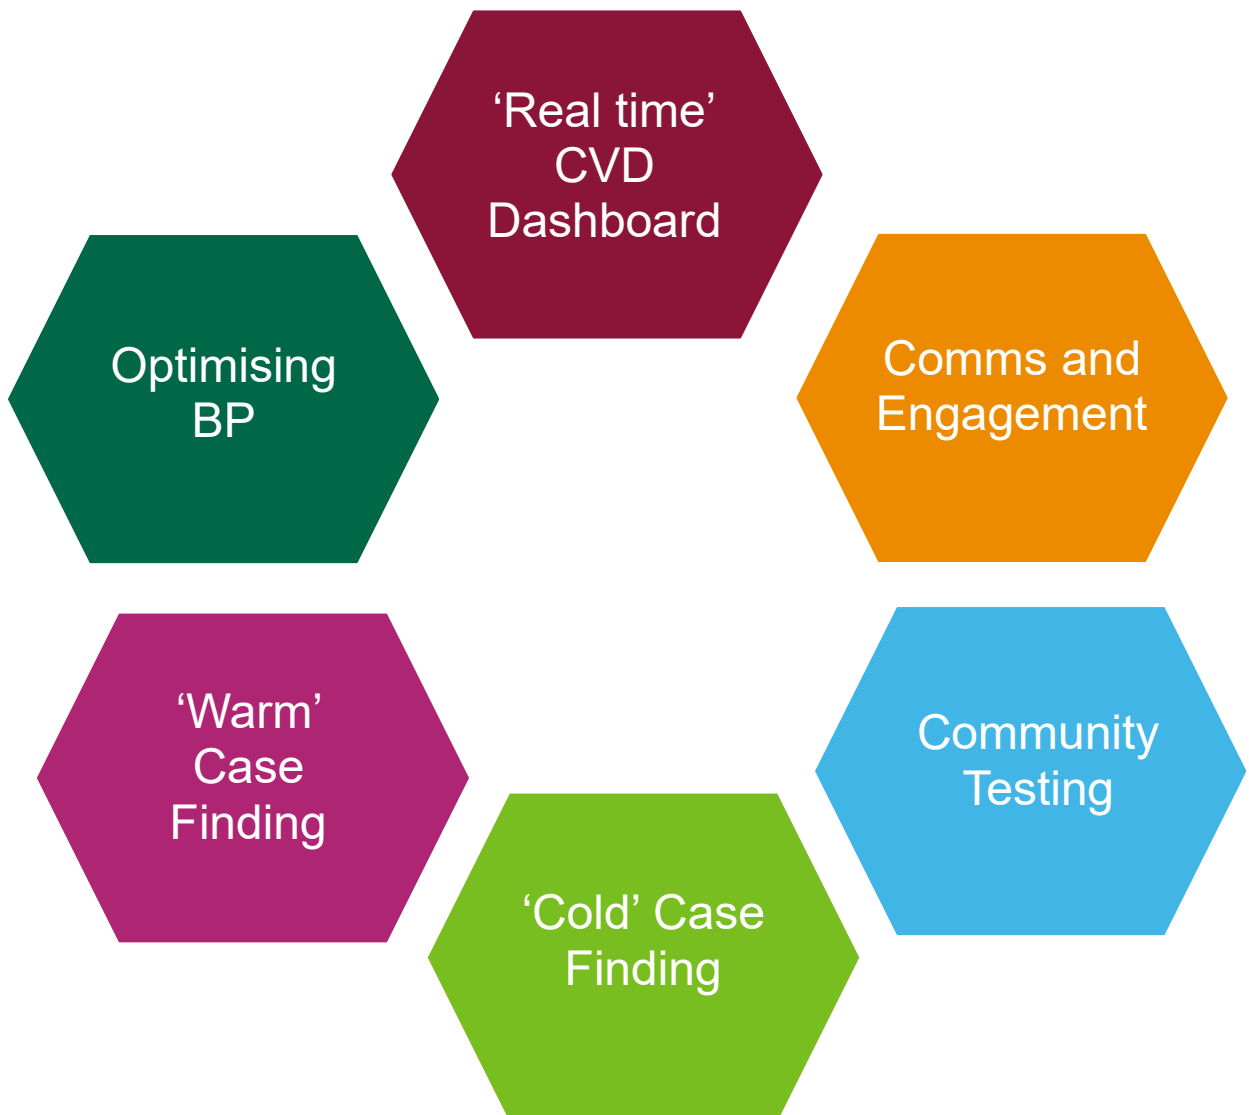 ‘Real time’
CVD
Dashboard
Comms and
Engagement
Community
Testing
‘Cold’ Case
Finding
‘Warm’
Case
Finding
Optimising
BP